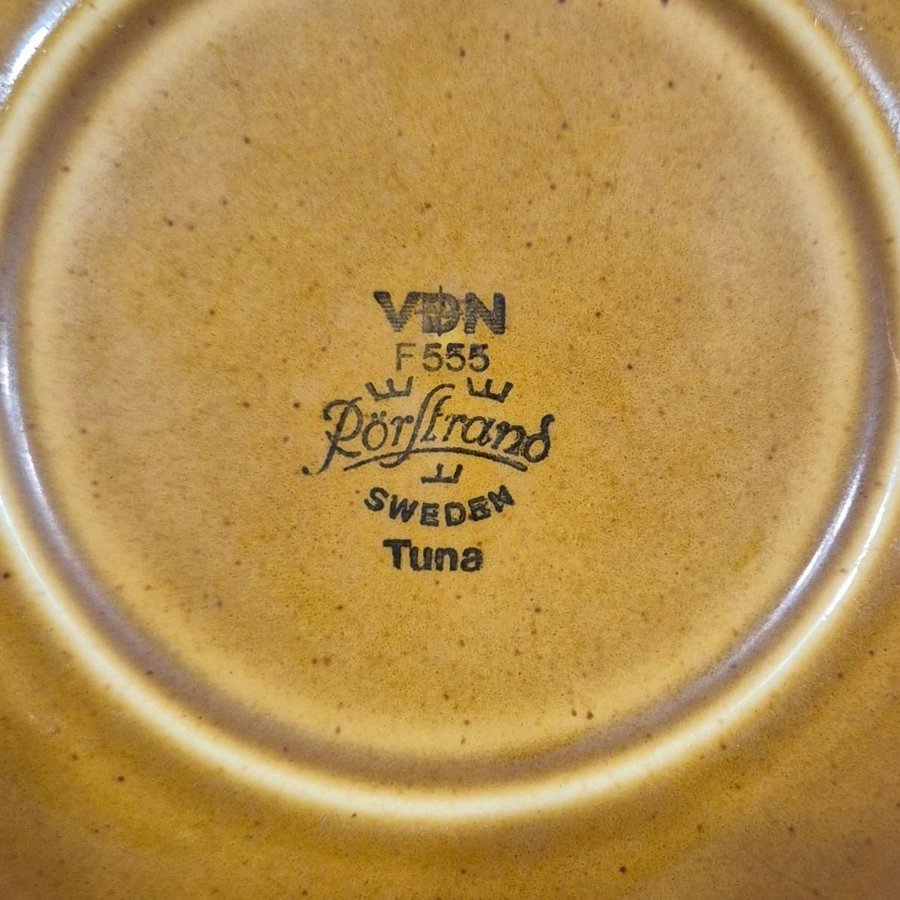 VDN
F555
Rörstrand
SWEDEN
Tuna